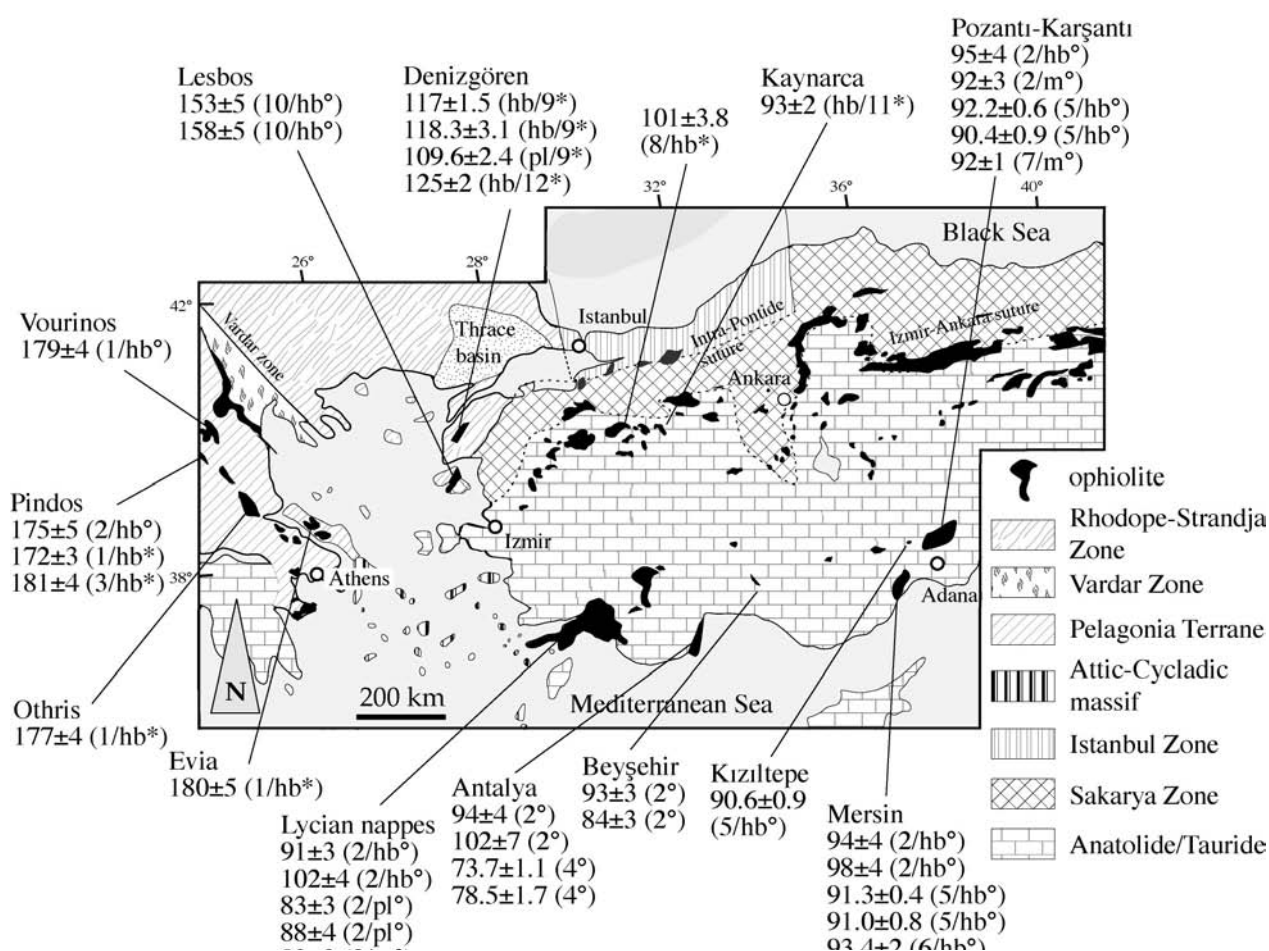 Pozantı-Karşantı
95±4 (2/hb°)
92±3 (2/m°)
92.2±0.6 (5/hb°)
90.4±0.9 (5/hb°)
92±1 (7/m°)
Lesbos
153±5 (10/hb°)
158±5 (10/hb°)
Denizgören
117±1.5 (hb/9*)
118.3±3.1 (hb/9*)
109.6±2.4 (pl/9*)
125±2 (hb/12*)
101±3.8
(8/hb*)
Kaynarca
93±2 (hb/11*)
32°
36°
40°
26°
28°
42°
38°
Black Sea
Vourinos
179±4 (1/hb°)
Vardar zone
Thrace
basin
Istanbul
Intra-Pontide
suture
Izmir-Ankara suture
Ankara
Pindos
175±5 (2/hb°)
172±3 (1/hb*)
181±4 (3/hb*)
Izmir
Athens
Adana
N
200 km
Mediterranean Sea
Othris
177±4 (1/hb*)
Evia
180±5 (1/hb*)
Lycian nappes
91±3 (2/hb°)
102±4 (2/hb°)
83±3 (2/pl°)
88±4 (2/pl°)
Antalya
94±4 (2°)
102±7 (2°)
73.7±1.1 (4°)
78.5±1.7 (4°)
Beyşehir
93±3 (2°)
84±3 (2°)
Kızıltepe
90.6±0.9
(5/hb°)
Mersin
94±4 (2/hb°)
98±4 (2/hb°)
91.3±0.4 (5/hb°)
91.0±0.8 (5/hb°)
93.4±2 (6/hb°)
ophiolite
Rhodope-Strandja
Zone
Vardar Zone
Pelagonia Terrane
Attic-Cycladic
massif
Istanbul Zone
Sakarya Zone
Anatolide/Tauride